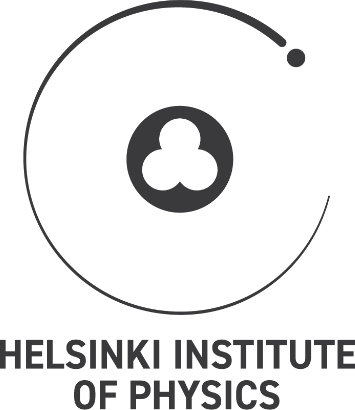 HELSINKI INSTITUTE
OF PHYSICS